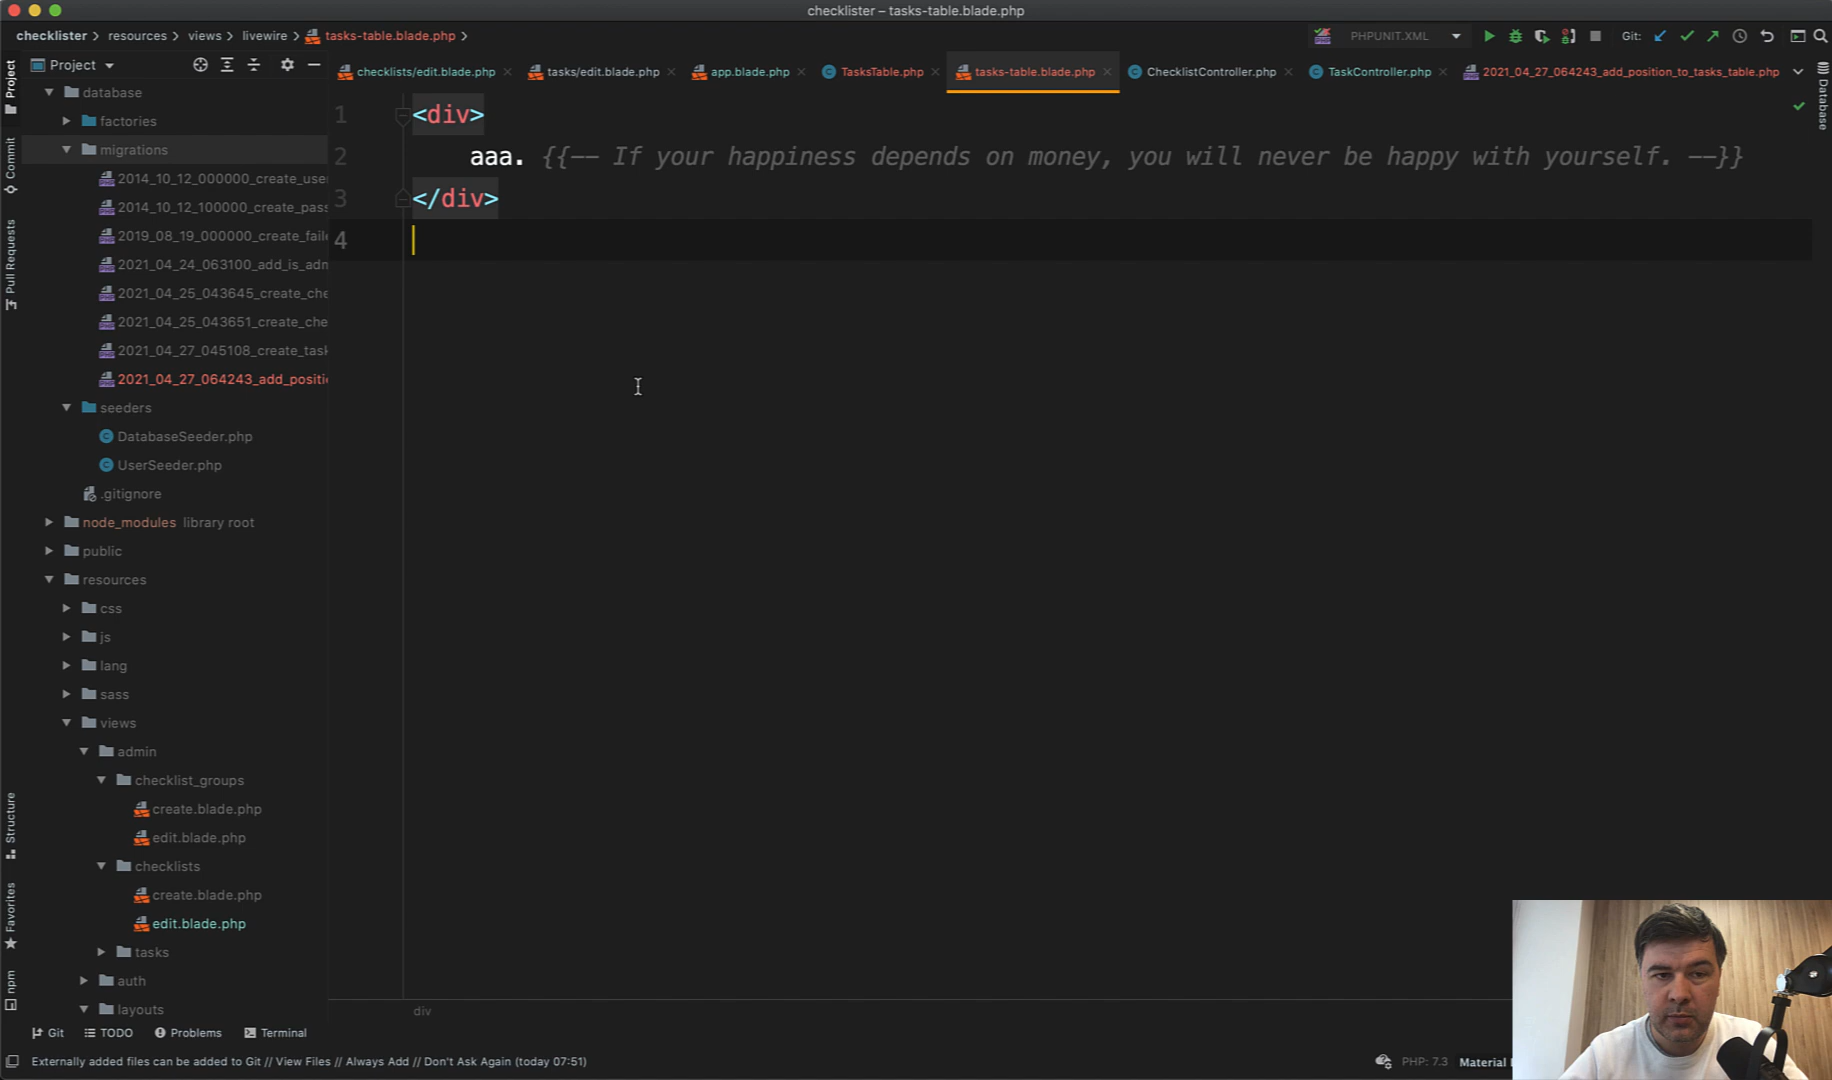 checklister – tasks-table.blade.php
checklister resources views livewire tasks-table.blade.php
PHPUNIT.XML Git:
Project
checklists/edit.blade.php tasks/edit.blade.php app.blade.php TasksTable.php tasks-table.blade.php ChecklistController.php TaskController.php 2021_04_27_064243_add_position_to_tasks_table.php
Project
Commit
Pull Requests
Structure
Favorites
npm
Database
database
factories
migrations
2014_10_12_000000_create_use
2014_10_12_100000_create_pass
2019_08_19_000000_create_faile
2021_04_24_063100_add_is_adn
2021_04_25_043645_create_che
2021_04_25_043651_create_che
2021_04_27_045108_create_task
2021_04_27_064243_add_positi
seeders
DatabaseSeeder.php
UserSeeder.php
.gitignore
node_modules library root
public
resources
css
js
lang
sass
views
admin
checklist_groups
create.blade.php
edit.blade.php
checklists
create.blade.php
edit.blade.php
tasks
auth
layouts
1 <div>
2 aaa. {{-- If your happiness depends on money, you will never be happy with yourself. --}}
3 </div>
4
div
Git TODO Problems Terminal
Externally added files can be added to Git // View Files // Always Add // Don't Ask Again (today 07:51)
PHP: 7.3 Material